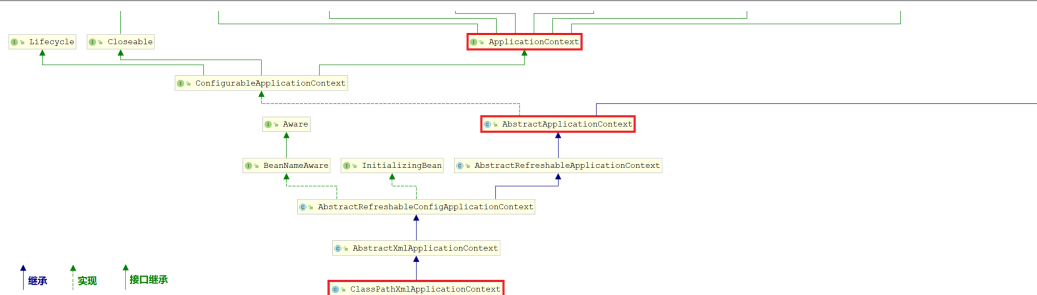 Lifecycle
Closeable
ApplicationContext
ConfigurableApplicationContext
Aware
AbstractApplicationContext
BeanNameAware
InitializingBean
AbstractRefreshableApplicationContext
AbstractRefreshableConfigApplicationContext
AbstractXmlApplicationContext
继承
实现
接口继承
ClassPathXmlApplicationContext